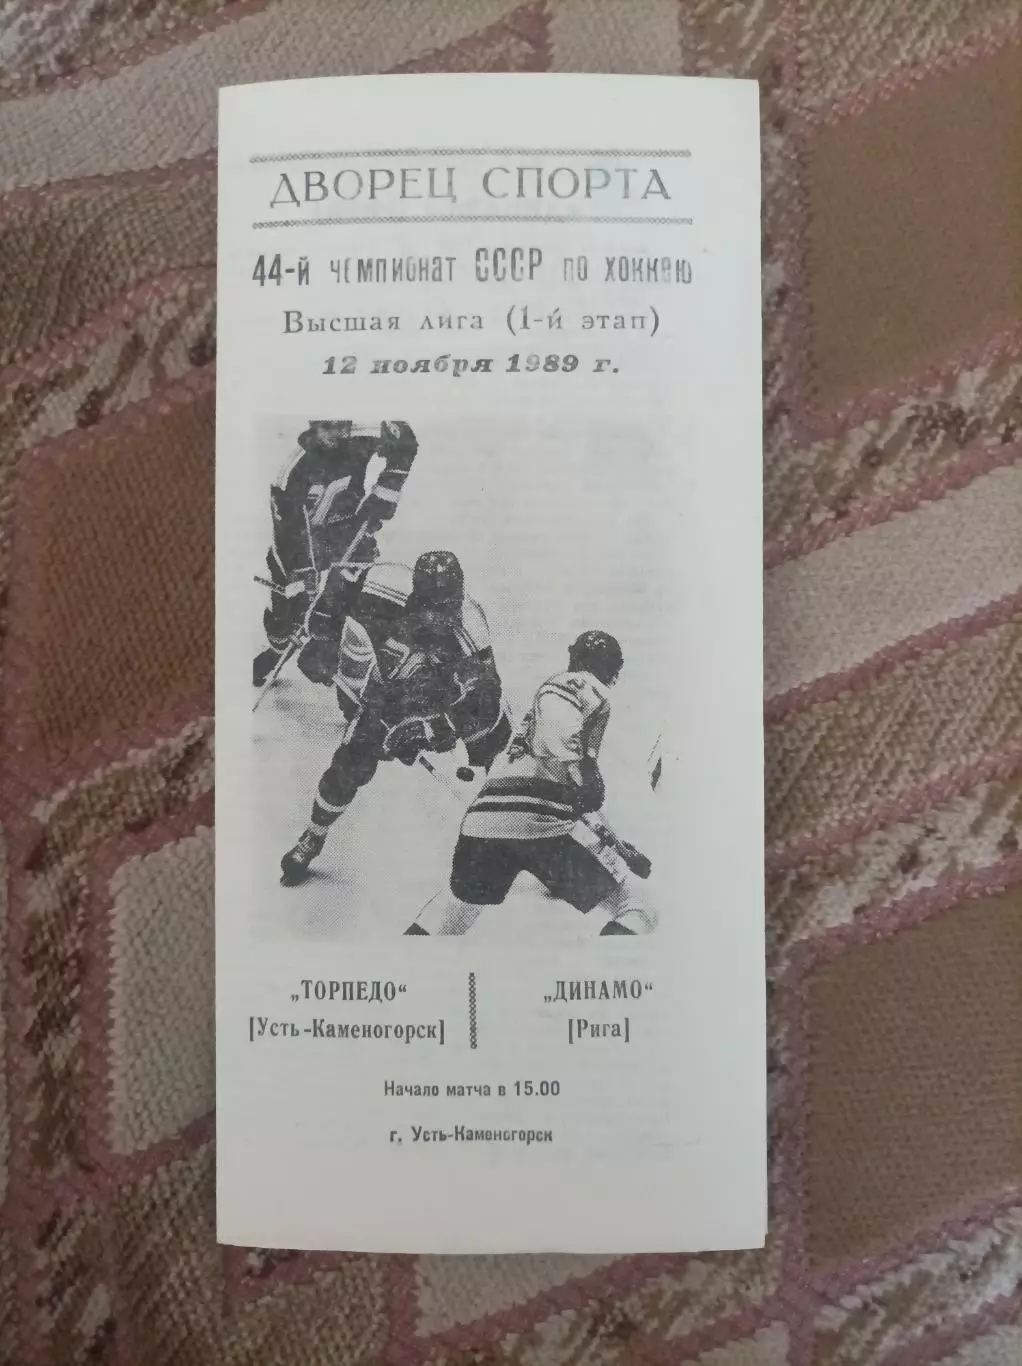 ДВОРЕЦ СПОРТА
44-й чемпионат СССР по хоккею
Высшая лига (1-й этап)
12 ноября 1989 г.
„ТОРПЕДО“ „ДИНАМО“
[Усть-Каменогорск] [Рига]
Начало матча в 15.00
г. Усть-Каменогорск